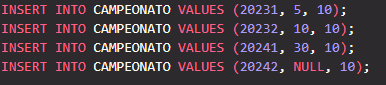 INSERT INTO CAMPEONATO VALUES (20231, 5, 10);
INSERT INTO CAMPEONATO VALUES (20232, 10, 10);
INSERT INTO CAMPEONATO VALUES (20241, 30, 10);
INSERT INTO CAMPEONATO VALUES (20242, NULL, 10);